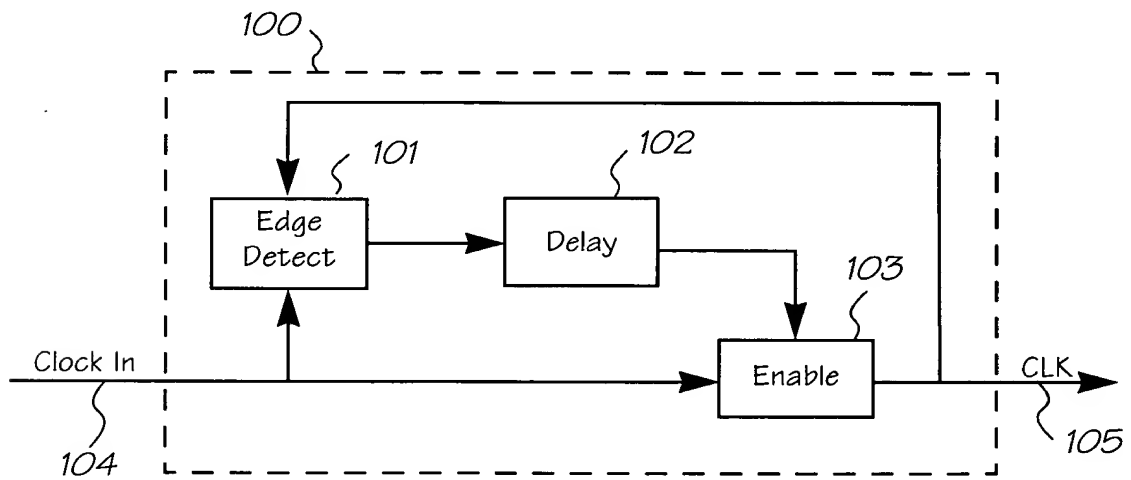 100
101
102
Edge
Detect
Delay
103
Clock In
Enable
CLK
104
105